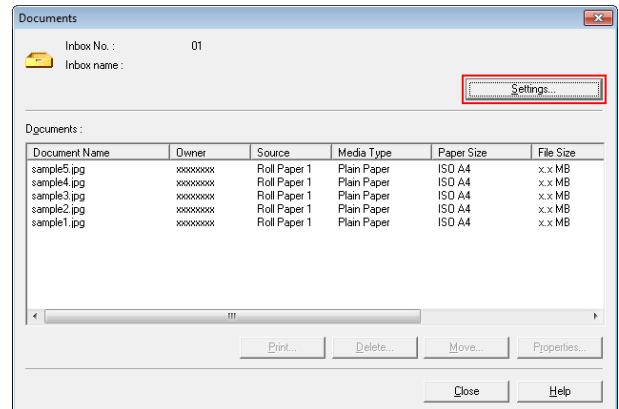 Documents
Inbox No. : 01
Inbox name :
Settings...
Documents :
Document Name Owner Source Media Type Paper Size File Size
sample5.jpg xxxxxxxx Roll Paper 1 Plain Paper ISO A4 x.x MB
sample4.jpg xxxxxxxx Roll Paper 1 Plain Paper ISO A4 x.x MB
sample3.jpg xxxxxxxx Roll Paper 1 Plain Paper ISO A4 x.x MB
sample2.jpg xxxxxxxx Roll Paper 1 Plain Paper ISO A4 x.x MB
sample1.jpg xxxxxxxx Roll Paper 1 Plain Paper ISO A4 x.x MB
Print... Delete... Move... Properties...
Close Help